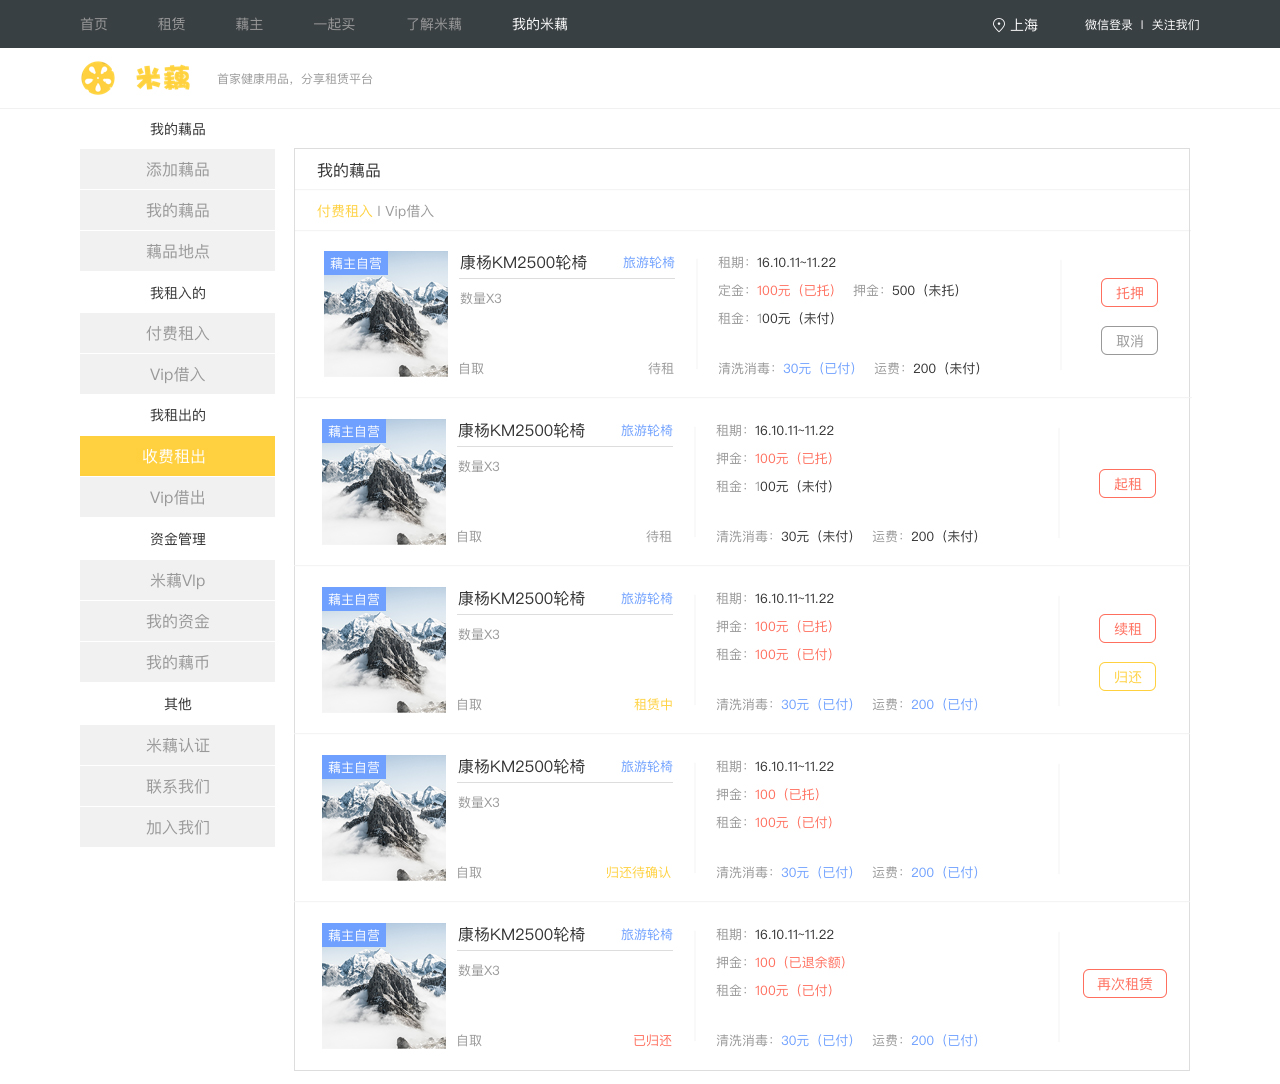 首页 租赁 藕主 一起买 了解米藕 我的米藕 上海 微信登录 | 关注我们
米藕 首家健康用品，分享租赁平台
我的藕品
添加藕品
我的藕品
藕品地点
我租入的
付费租入
Vip借入
我租出的
收费租出
Vip借出
资金管理
米藕VIp
我的资金
我的藕币
其他
米藕认证
联系我们
加入我们
我的藕品
付费租入 | Vip借入
藕主自营 康杨KM2500轮椅 旅游轮椅 租期：16.10.11~11.22
定金：100元（已托） 押金：500（未托）
数量X3
租金：100元（未付）
托押
取消
自取 待租 清洗消毒：30元（已付） 运费：200（未付）
藕主自营 康杨KM2500轮椅 旅游轮椅 租期：16.10.11~11.22
押金：100元（已托）
数量X3
租金：100元（未付）
起租
自取 待租 清洗消毒：30元（未付） 运费：200（未付）
藕主自营 康杨KM2500轮椅 旅游轮椅 租期：16.10.11~11.22
押金：100元（已托）
数量X3
租金：100元（已付）
续租
归还
自取 租赁中 清洗消毒：30元（已付） 运费：200（已付）
藕主自营 康杨KM2500轮椅 旅游轮椅 租期：16.10.11~11.22
押金：100（已托）
数量X3
租金：100元（已付）
自取 归还待确认 清洗消毒：30元（已付） 运费：200（已付）
藕主自营 康杨KM2500轮椅 旅游轮椅 租期：16.10.11~11.22
押金：100（已退余额）
数量X3
租金：100元（已付）
再次租赁
自取 已归还 清洗消毒：30元（已付） 运费：200（已付）